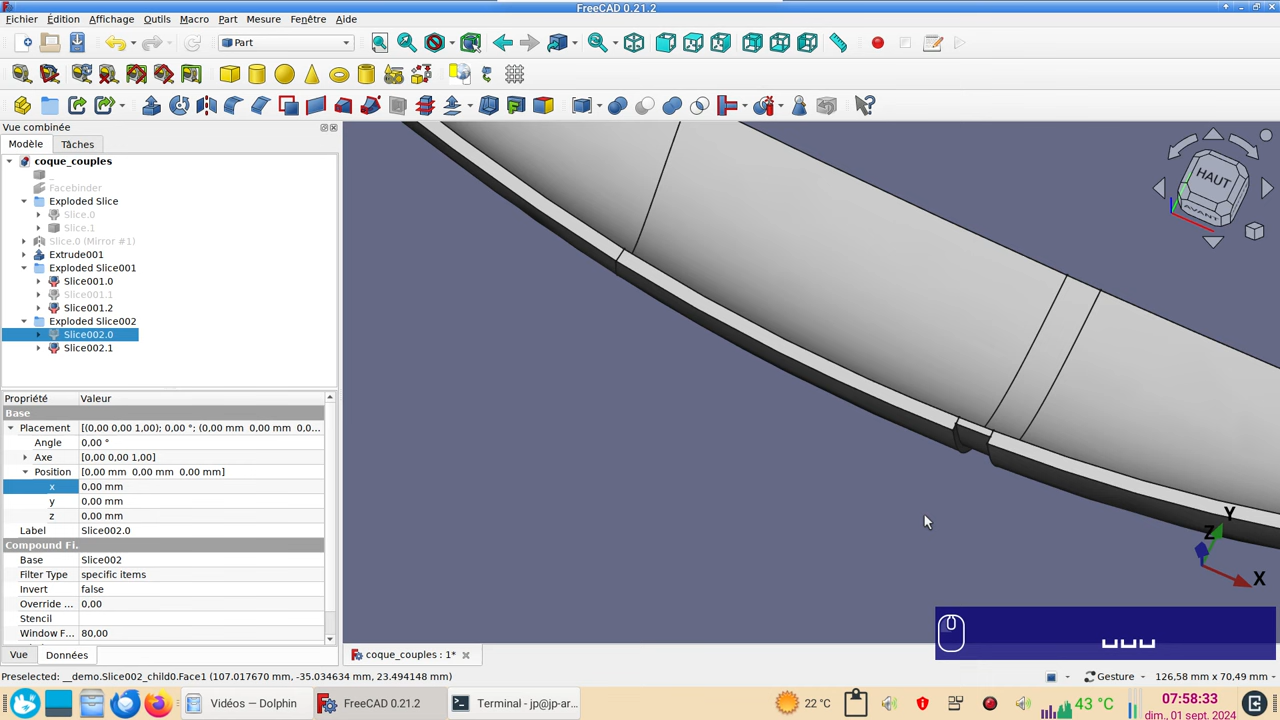 FreeCAD 0.21.2
Fichier Édition Affichage Outils Macro Part Mesure Fenêtre Aide
Part
Vue combinée
Modèle Tâches
coque_couples
_
Facebinder
Exploded Slice
Slice.0
Slice.1
Slice.0 (Mirror #1)
Extrude001
Exploded Slice001
Slice001.0
Slice001.1
Slice001.2
Exploded Slice002
Slice002.0
Slice002.1
Propriété Valeur
Base
Placement [(0,00 0,00 1,00); 0,00 °; (0,00 mm 0,00 mm 0,0...
Angle 0,00 °
Axe [0,00 0,00 1,00]
Position [0,00 mm 0,00 mm 0,00 mm]
x 0,00 mm
y 0,00 mm
z 0,00 mm
Label Slice002.0
Compound Fi.
Base Slice002
Filter Type specific items
Invert false
Override ... 0,00
Stencil
Window F... 80,00
Vue Données
HAUT
AVANT
Y
Z
X
coque_couples : 1*
Preselected: __demo.Slice002_child0.Face1 (107.017670 mm, -35.034634 mm, 23.494148 mm)
Gesture
126,58 mm x 70,49 mm
Vidéos — Dolphin
FreeCAD 0.21.2
Terminal - jp@jp-ar...
22 °C
43 °C
07:58:33
dim., 01 sept. 2024